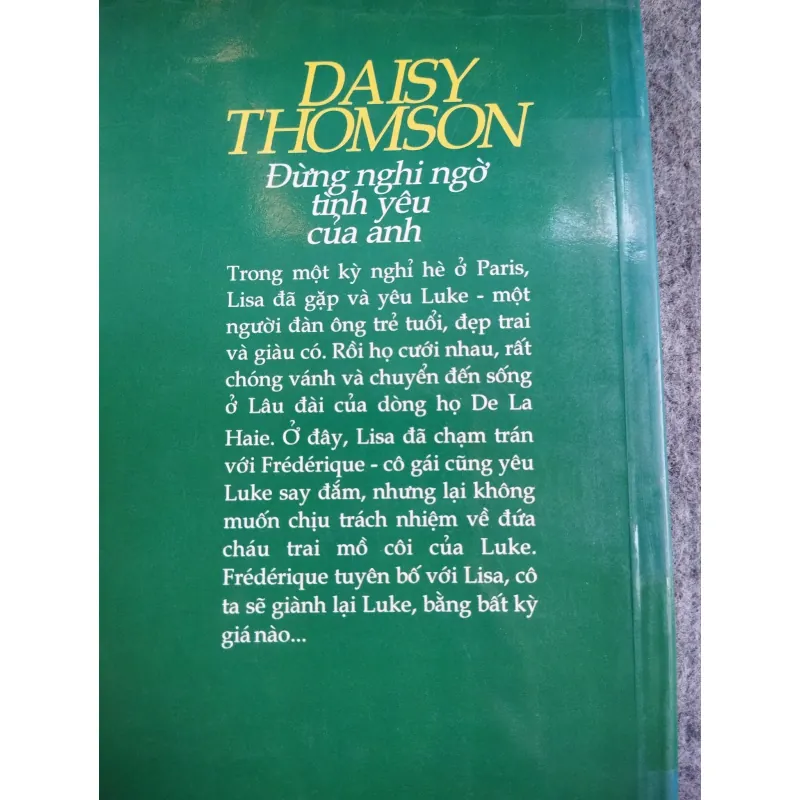 DAISY
THOMSON
Đừng nghi ngờ
tình yêu
của anh
Trong một kỳ nghỉ hè ở Paris,
Lisa đã gặp và yêu Luke - một
người đàn ông trẻ tuổi, đẹp trai
và giàu có. Rồi họ cưới nhau, rất
chóng vánh và chuyển đến sống
ở Lâu đài của dòng họ De La
Haie. Ở đây, Lisa đã chạm trán
với Frédérique - cô gái cũng yêu
Luke say đắm, nhưng lại không
muốn chịu trách nhiệm về đứa
cháu trai mồ côi của Luke.
Frédérique tuyên bố với Lisa, cô
ta sẽ giành lại Luke, bằng bất kỳ
giá nào...